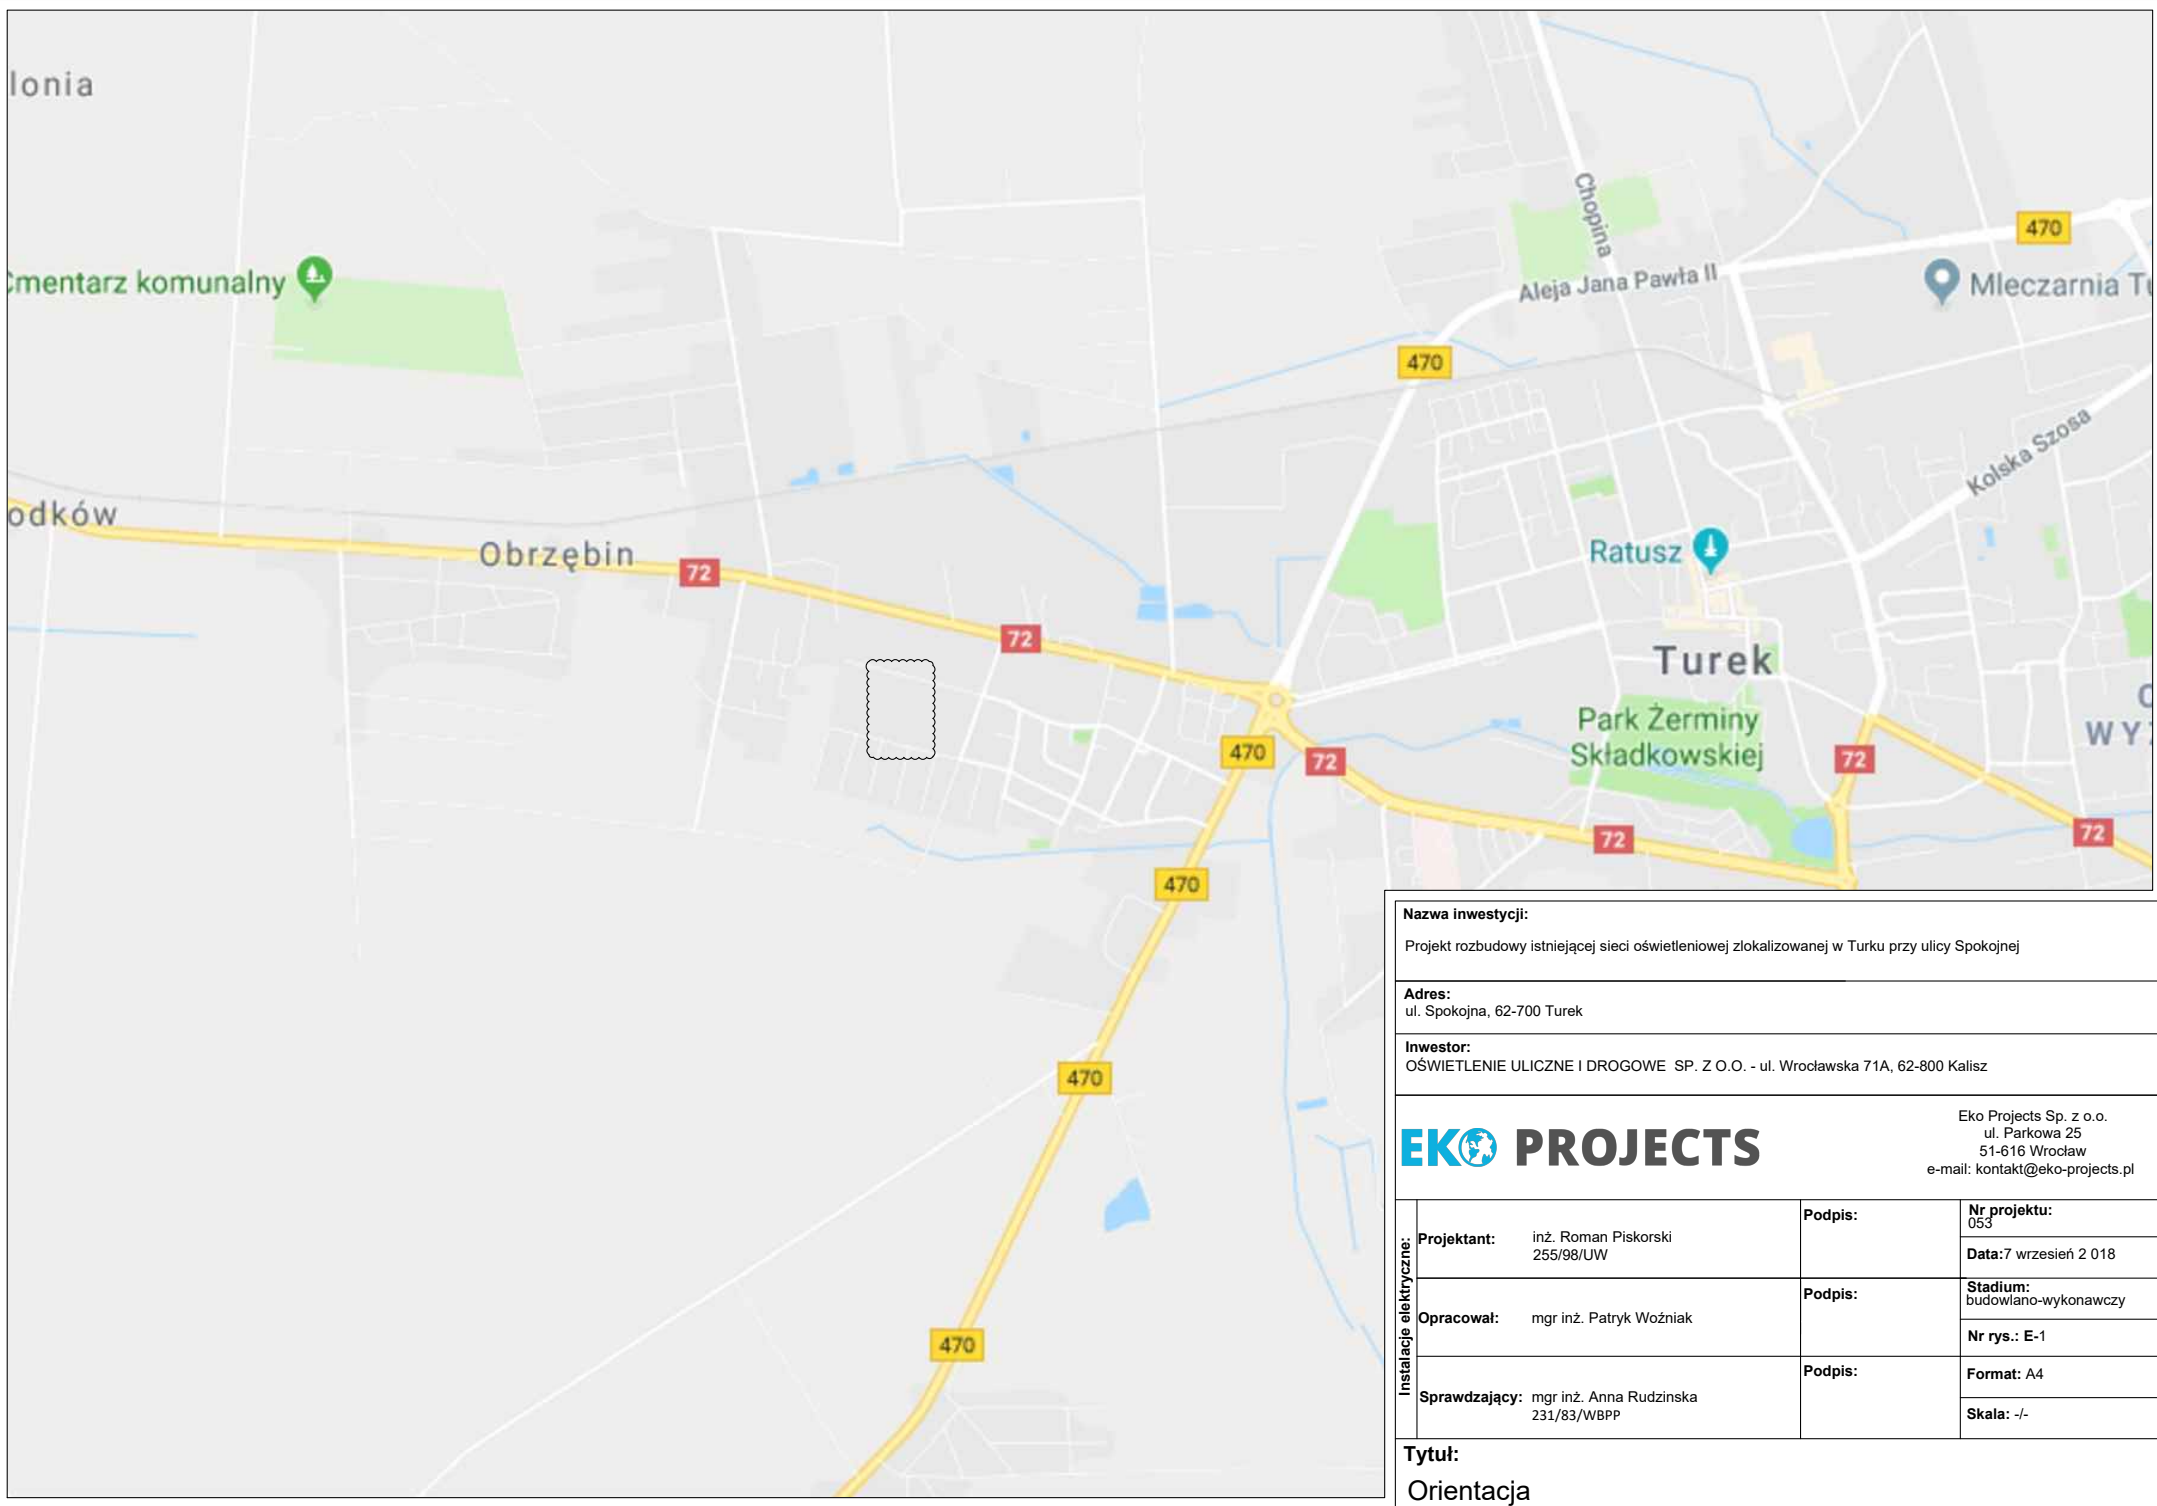 lonia
Cmentarz komunalny
odków
Obrzębin
72
72
Chopina
Aleja Jana Pawła II
470
Mleczarnia
470
Kolska Szosa
Ratusz
Turek
Park Żerminy
Składkowskiej
WY
470
72
72
72
72
470
470
470
Nazwa inwestycji:
Projekt rozbudowy istniejącej sieci oświetleniowej zlokalizowanej w Turku przy ulicy Spokojnej
Adres:
ul. Spokojna, 62-700 Turek
Inwestor:
OŚWIETLENIE ULICZNE I DROGOWE SP. Z O.O. - ul. Wrocławska 71A, 62-800 Kalisz
EKO PROJECTS
Eko Projects Sp. z o.o.
ul. Parkowa 25
51-616 Wrocław
e-mail: kontakt@eko-projects.pl
Instalacje elektryczne:
Projektant: inż. Roman Piskorski
255/98/UW
Podpis:
Nr projektu:
053
Data:7 wrzesień 2 018
Opracował: mgr inż. Patryk Woźniak
Podpis:
Stadium:
budowlano-wykonawczy
Nr rys.: E-1
Sprawdzający: mgr inż. Anna Rudzinska
231/83/WBPP
Podpis:
Format: A4
Skala: -/-
Tytuł:
Orientacja